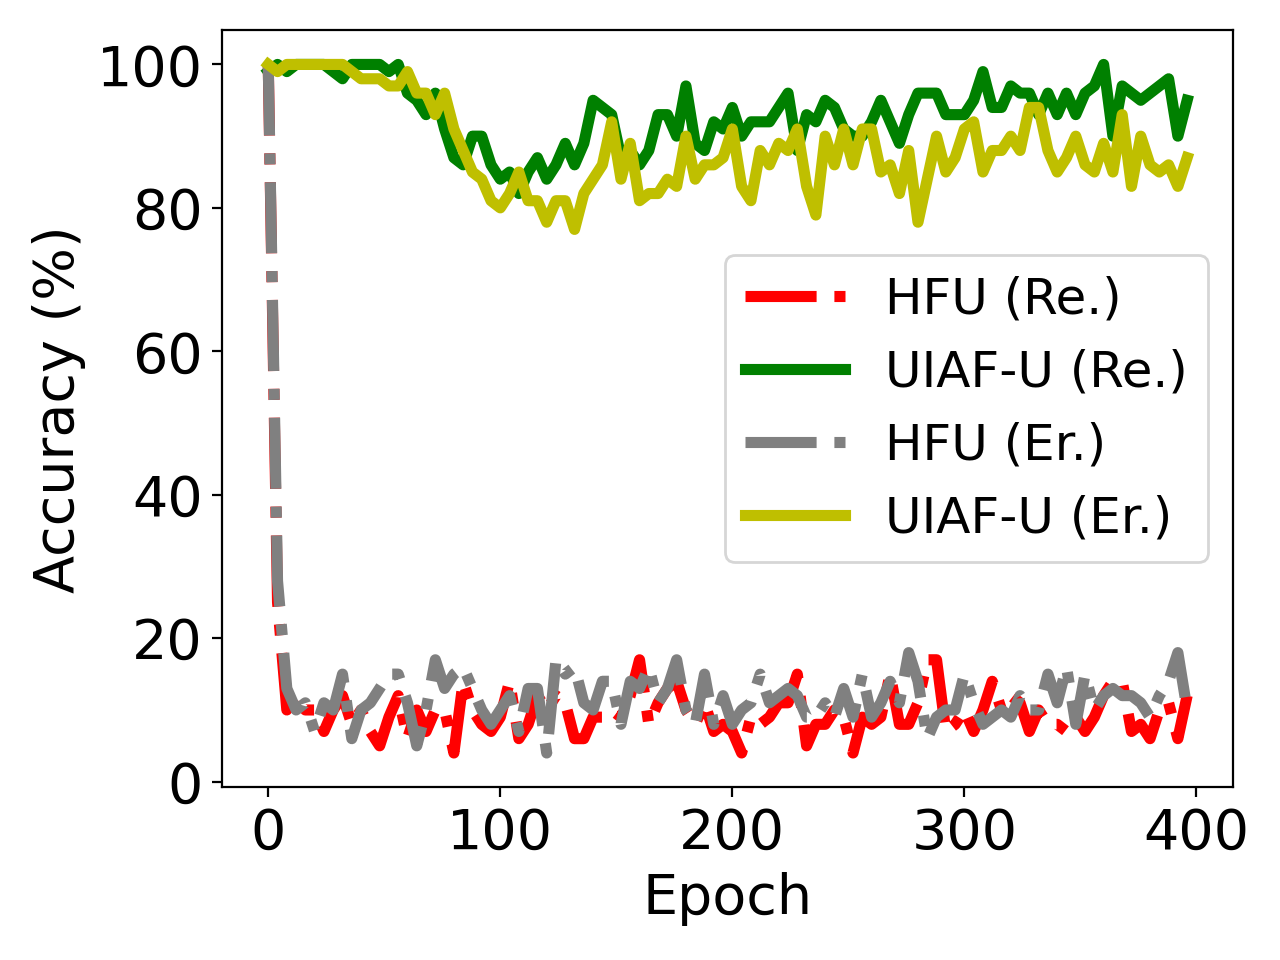 100
80
60
40
20
0
Accuracy (%)
HFU (Re.)
UIAF-U (Re.)
HFU (Er.)
UIAF-U (Er.)
0 100 200 300 400
Epoch